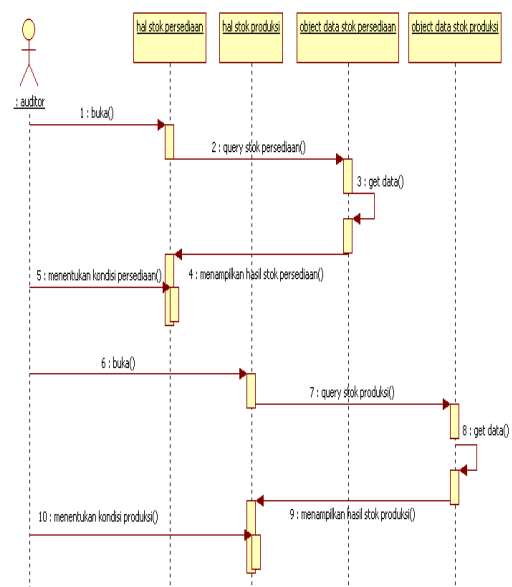 hal stok persediaan
hal stok produksi
object data stok persediaan
object data stok produksi
: auditor
1 : buka()
2 : query stok persediaan()
3 : get data()
4 : menampilkan hasil stok persediaan()
5 : menentukan kondisi persediaan()
6 : buka()
7 : query stok produksi()
8 : get data()
9 : menampilkan hasil stok produksi()
10 : menentukan kondisi produksi()